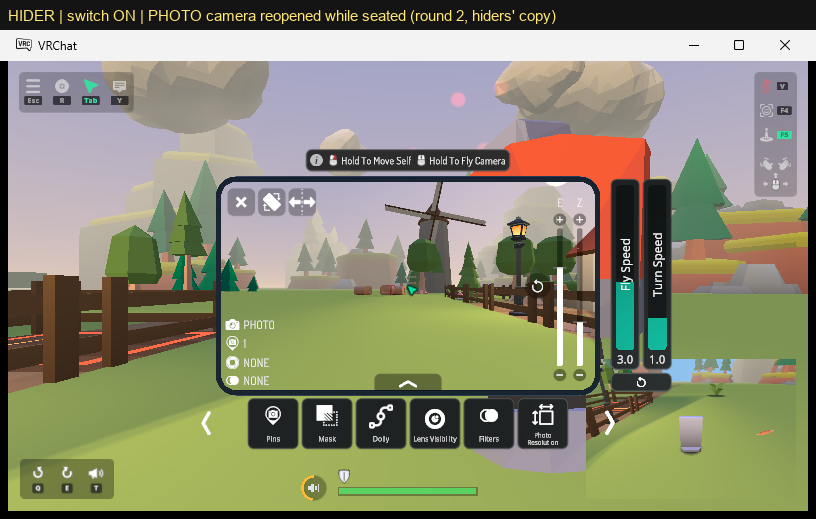 HIDER | switch ON | PHOTO camera reopened while seated (round 2, hiders' copy)
VRC VRChat
Esc R Tab Y
V
F4
F5
i Hold To Move Self Hold To Fly Camera
E Z
Fly Speed
Turn Speed
PHOTO
1
NONE
NONE
3.0 1.0
Pins Mask Dolly Lens Visibility Filters Photo Resolution
Q E T